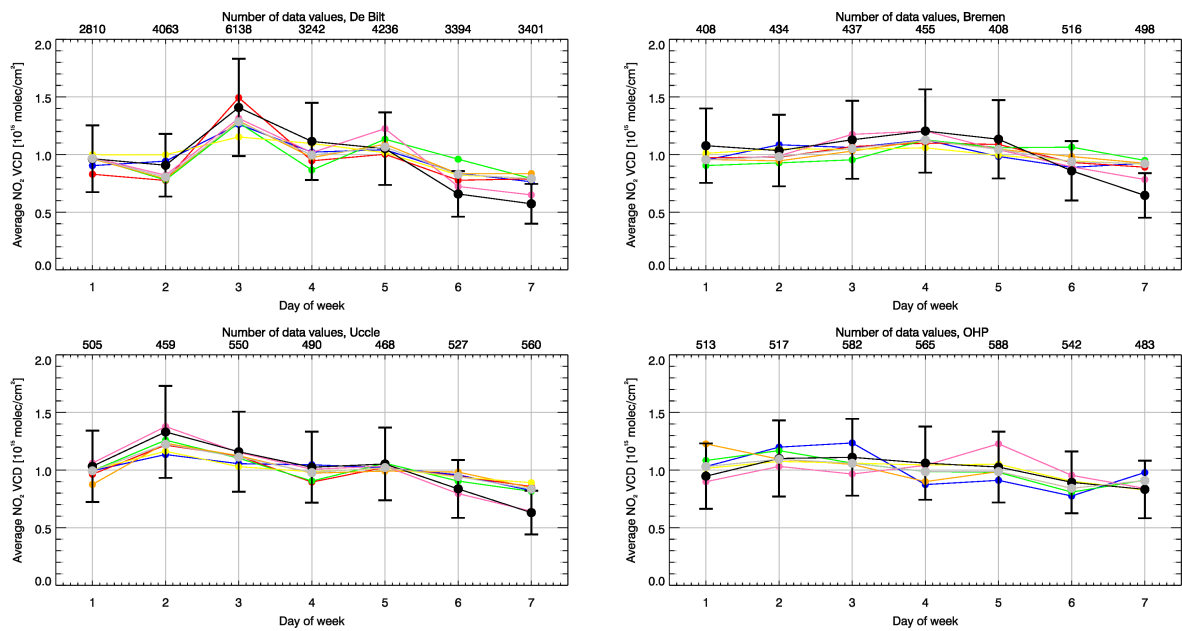 Number of data values, De Bilt
2810 4063 6138 3242 4236 3394 3401
2.0
1.5
1.0
0.5
0.0
Average NO₂ VCD [10¹⁵ molec/cm²]
1 2 3 4 5 6 7
Day of week
Number of data values, Bremen
408 434 437 455 408 516 498
2.0
1.5
1.0
0.5
0.0
Average NO₂ VCD [10¹⁵ molec/cm²]
1 2 3 4 5 6 7
Day of week
Number of data values, Uccle
505 459 550 490 468 527 560
2.0
1.5
1.0
0.5
0.0
Average NO₂ VCD [10¹⁵ molec/cm²]
1 2 3 4 5 6 7
Day of week
Number of data values, OHP
513 517 582 565 588 542 483
2.0
1.5
1.0
0.5
0.0
Average NO₂ VCD [10¹⁵ molec/cm²]
1 2 3 4 5 6 7
Day of week